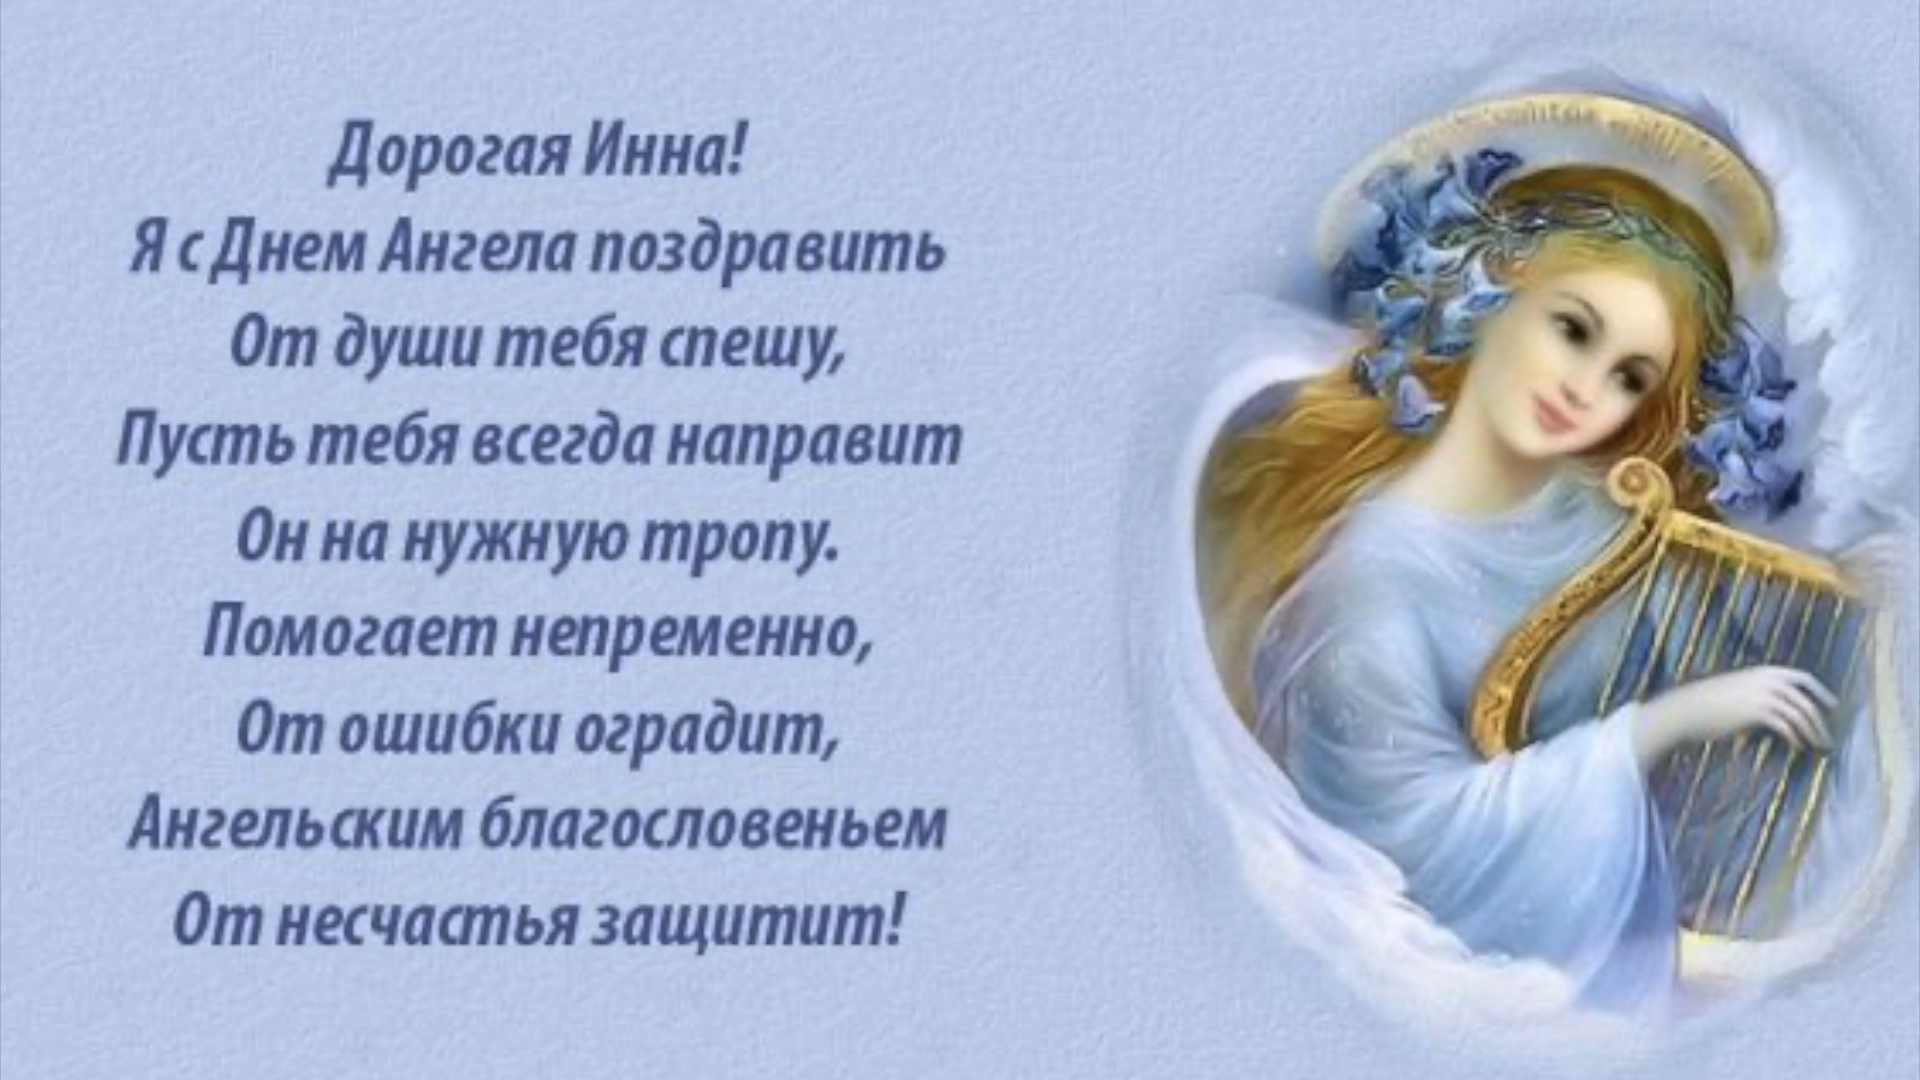 Дорогая Инна!
Я с Днем Ангела поздравить
От души тебя спешу,
Пусть тебя всегда направит
Он на нужную тропу.
Помогает непременно,
От ошибки оградит,
Ангельским благословеньем
От несчастья защитит!